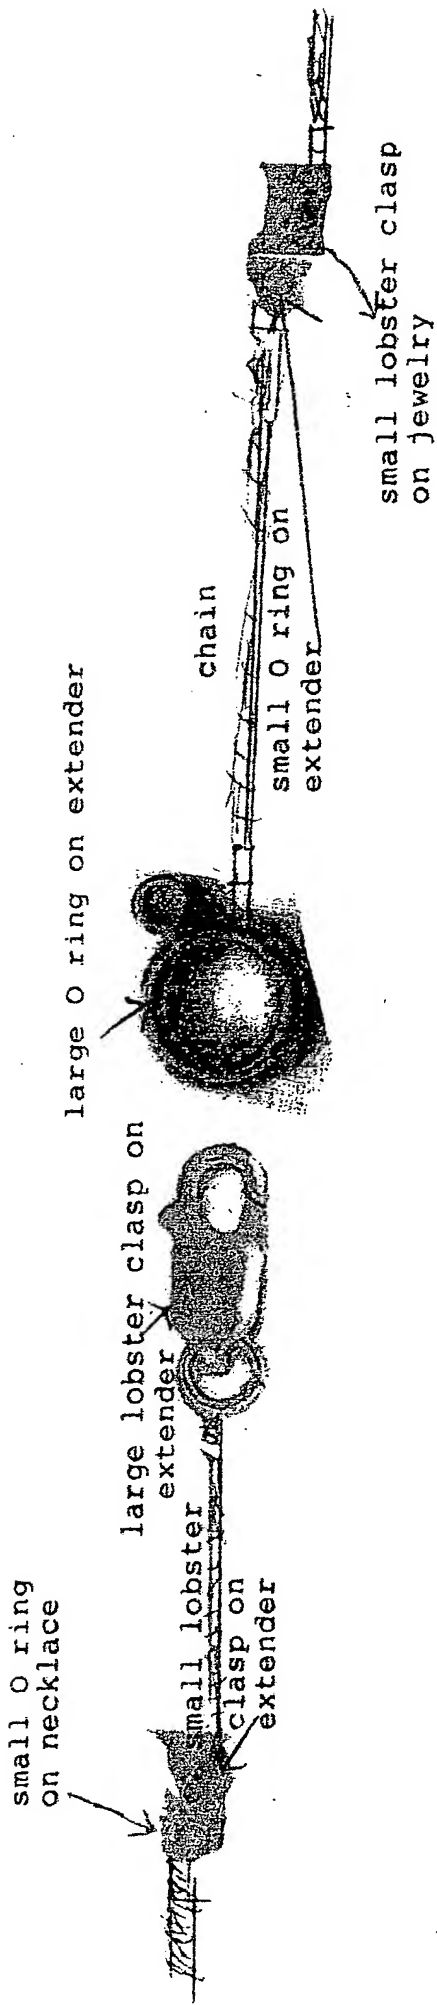 small O ring
on necklace
small lobster
clasp on
extender
large lobster clasp on
extender
large O ring on extender
chain
small O ring on
extender
small lobster clasp
on jewelry